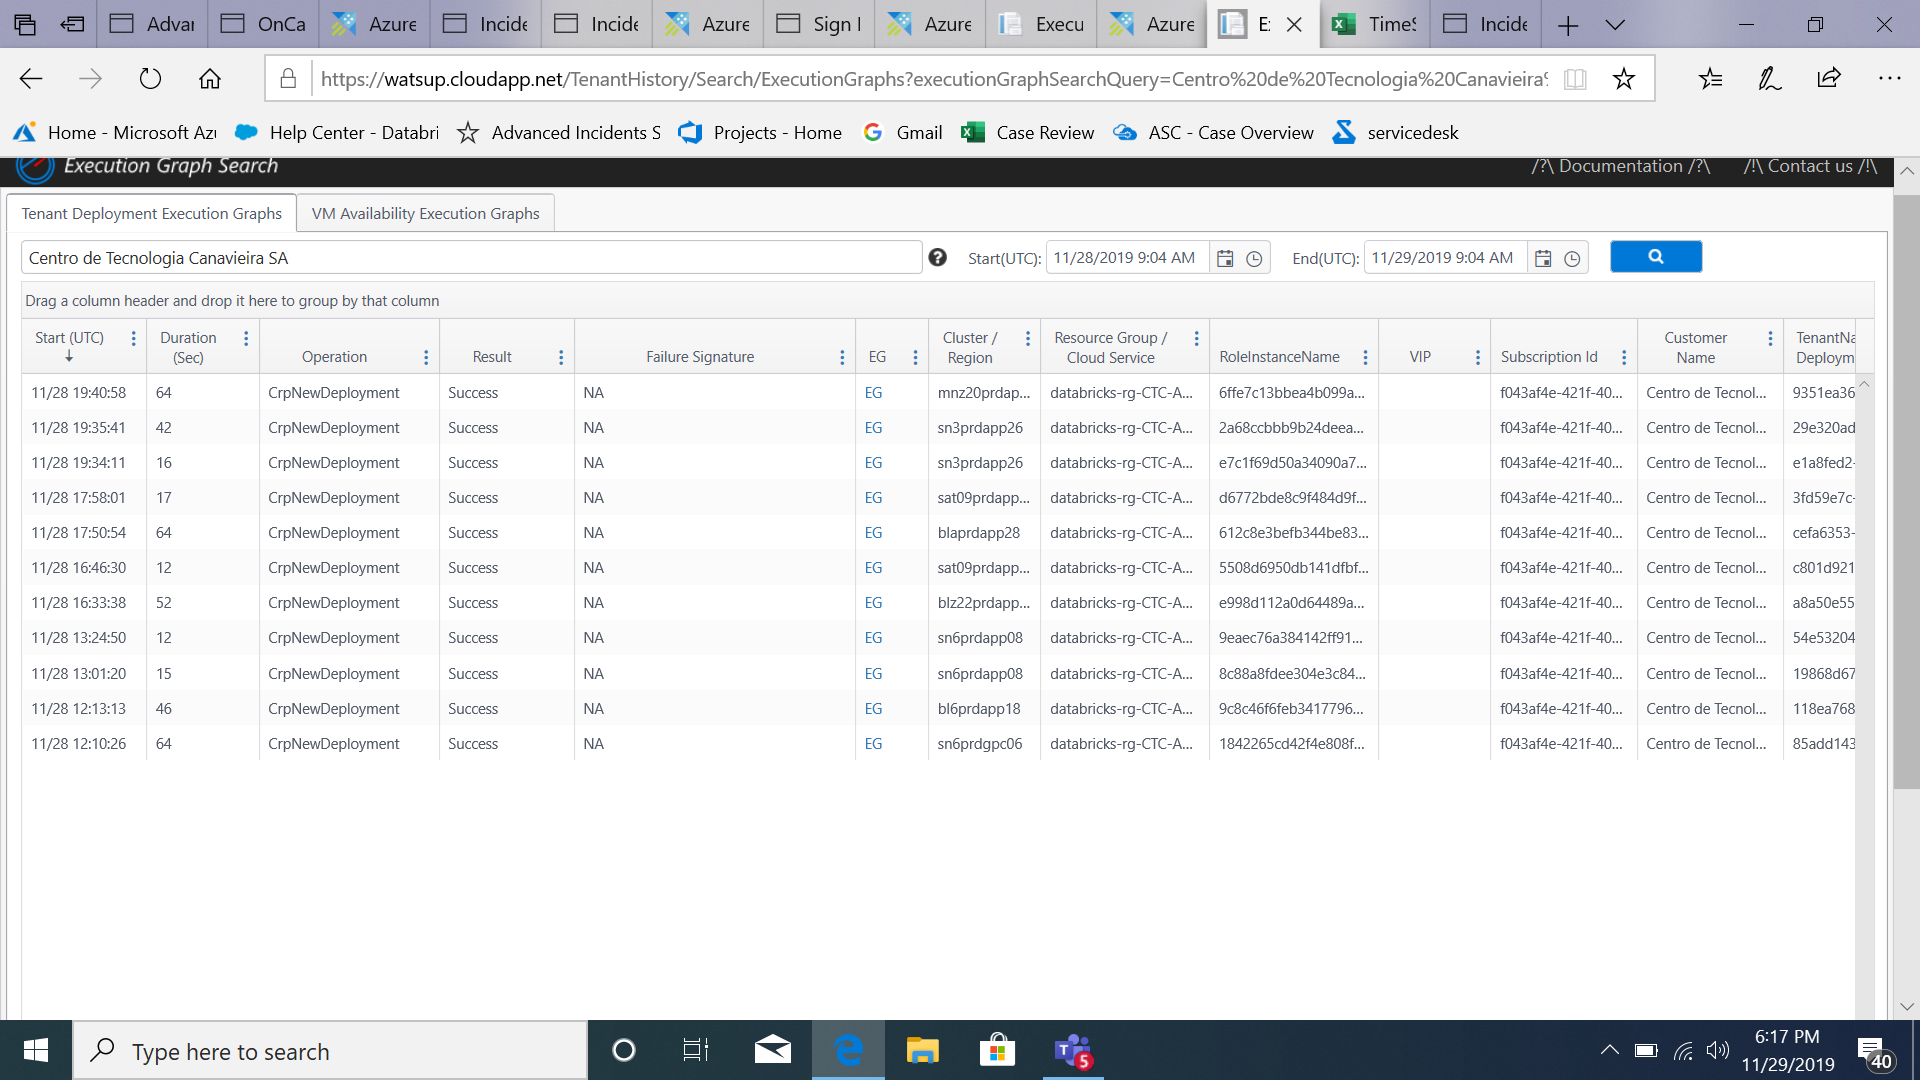 Advar
OnCa
Azure
Incide
Incide
Azure
Sign I
Azure
Execu
Azure
E:
TimeS
Incide
https://watsup.cloudapp.net/TenantHistory/Search/ExecutionGraphs?executionGraphSearchQuery=Centro%20de%20Tecnologia%20Canavieira%
Home - Microsoft Azu
Help Center - Databri
Advanced Incidents S
Projects - Home
Gmail
Case Review
ASC - Case Overview
servicedesk
Execution Graph Search
/?\ Documentation /?\
/!\ Contact us /!\
Tenant Deployment Execution Graphs
VM Availability Execution Graphs
Centro de Tecnologia Canavieira SA
Start(UTC): 11/28/2019 9:04 AM
End(UTC): 11/29/2019 9:04 AM
Drag a column header and drop it here to group by that column
Start (UTC) Duration (Sec) Operation Result Failure Signature EG Cluster / Region Resource Group / Cloud Service RoleInstanceName VIP Subscription Id Customer Name TenantNa Deploym
11/28 19:40:58 64 CrpNewDeployment Success NA EG mnz20prdap... databricks-rg-CTC-A... 6ffe7c13bbea4b099a... f043af4e-421f-40... Centro de Tecnol... 9351ea36
11/28 19:35:41 42 CrpNewDeployment Success NA EG sn3prdapp26 databricks-rg-CTC-A... 2a68ccbbb9b24deea... f043af4e-421f-40... Centro de Tecnol... 29e320ad
11/28 19:34:11 16 CrpNewDeployment Success NA EG sn3prdapp26 databricks-rg-CTC-A... e7c1f69d50a34090a7... f043af4e-421f-40... Centro de Tecnol... e1a8fed2-
11/28 17:58:01 17 CrpNewDeployment Success NA EG sat09prdapp... databricks-rg-CTC-A... d6772bde8c9f484d9f... f043af4e-421f-40... Centro de Tecnol... 3fd59e7c-
11/28 17:50:54 64 CrpNewDeployment Success NA EG blaprdapp28 databricks-rg-CTC-A... 612c8e3befb344be83... f043af4e-421f-40... Centro de Tecnol... cefa6353-
11/28 16:46:30 12 CrpNewDeployment Success NA EG sat09prdapp... databricks-rg-CTC-A... 5508d6950db141dfbf... f043af4e-421f-40... Centro de Tecnol... c801d921
11/28 16:33:38 52 CrpNewDeployment Success NA EG blz22prdapp... databricks-rg-CTC-A... e998d112a0d64489a... f043af4e-421f-40... Centro de Tecnol... a8a50e55
11/28 13:24:50 12 CrpNewDeployment Success NA EG sn6prdapp08 databricks-rg-CTC-A... 9eaec76a384142ff91... f043af4e-421f-40... Centro de Tecnol... 54e53204
11/28 13:01:20 15 CrpNewDeployment Success NA EG sn6prdapp08 databricks-rg-CTC-A... 8c88a8fdee304e3c84... f043af4e-421f-40... Centro de Tecnol... 19868d67
11/28 12:13:13 46 CrpNewDeployment Success NA EG bl6prdapp18 databricks-rg-CTC-A... 9c8c46f6feb3417796... f043af4e-421f-40... Centro de Tecnol... 118ea768
11/28 12:10:26 64 CrpNewDeployment Success NA EG sn6prdgpc06 databricks-rg-CTC-A... 1842265cd42f4e808f... f043af4e-421f-40... Centro de Tecnol... 85add143
Type here to search
5
6:17 PM
11/29/2019
40